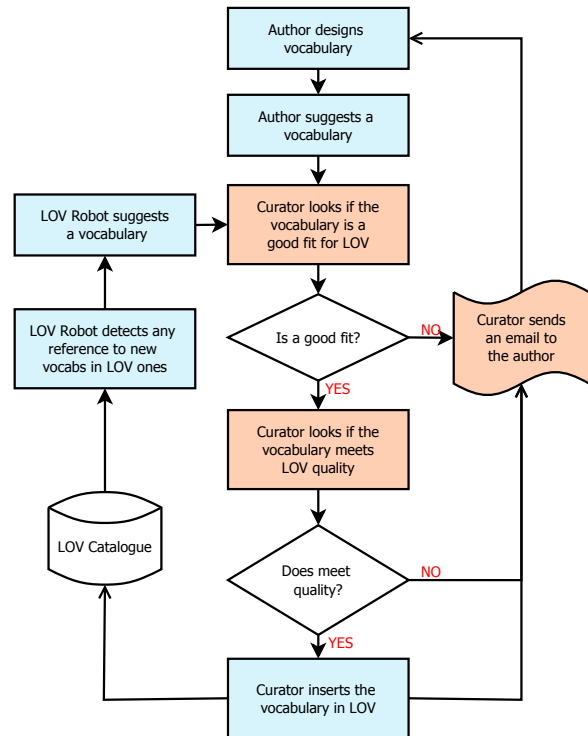 Author designs
vocabulary
Author suggests a
vocabulary
LOV Robot suggests
a vocabulary
Curator looks if the
vocabulary is a
good fit for LOV
LOV Robot detects any
reference to new
vocabs in LOV ones
Is a good fit?
NO
Curator sends
an email to
the author
YES
Curator looks if the
vocabulary meets
LOV quality
LOV Catalogue
Does meet
quality?
NO
YES
Curator inserts the
vocabulary in LOV